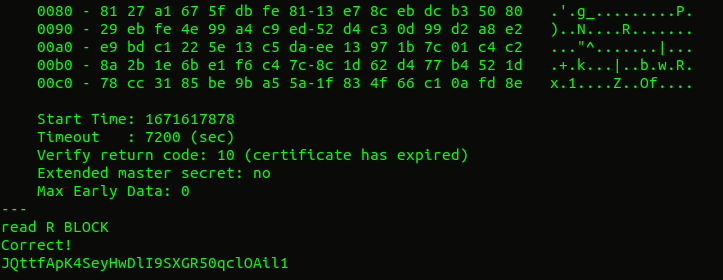 0080 - 81 27 a1 67 5f db fe 81-13 e7 8c eb dc b3 50 80   .'.g_.........P.
0090 - 29 eb fe 4e 99 a4 c9 ed-52 d4 c3 0d 99 d2 a8 e2   )..N....R.......
00a0 - e9 bd c1 22 5e 13 c5 da-ee 13 97 1b 7c 01 c4 c2   ..."^.......|...
00b0 - 8a 2b 1e 6b e1 f6 c4 7c-8c 1d 62 d4 77 b4 52 1d   .+.k...|..b.w.R.
00c0 - 78 cc 31 85 be 9b a5 5a-1f 83 4f 66 c1 0a fd 8e   x.1....Z..Of....
Start Time: 1671617878
Timeout   : 7200 (sec)
Verify return code: 10 (certificate has expired)
Extended master secret: no
Max Early Data: 0
---
read R BLOCK
Correct!
JQttfApK4SeyHwDlI9SXGR50qclOAil1